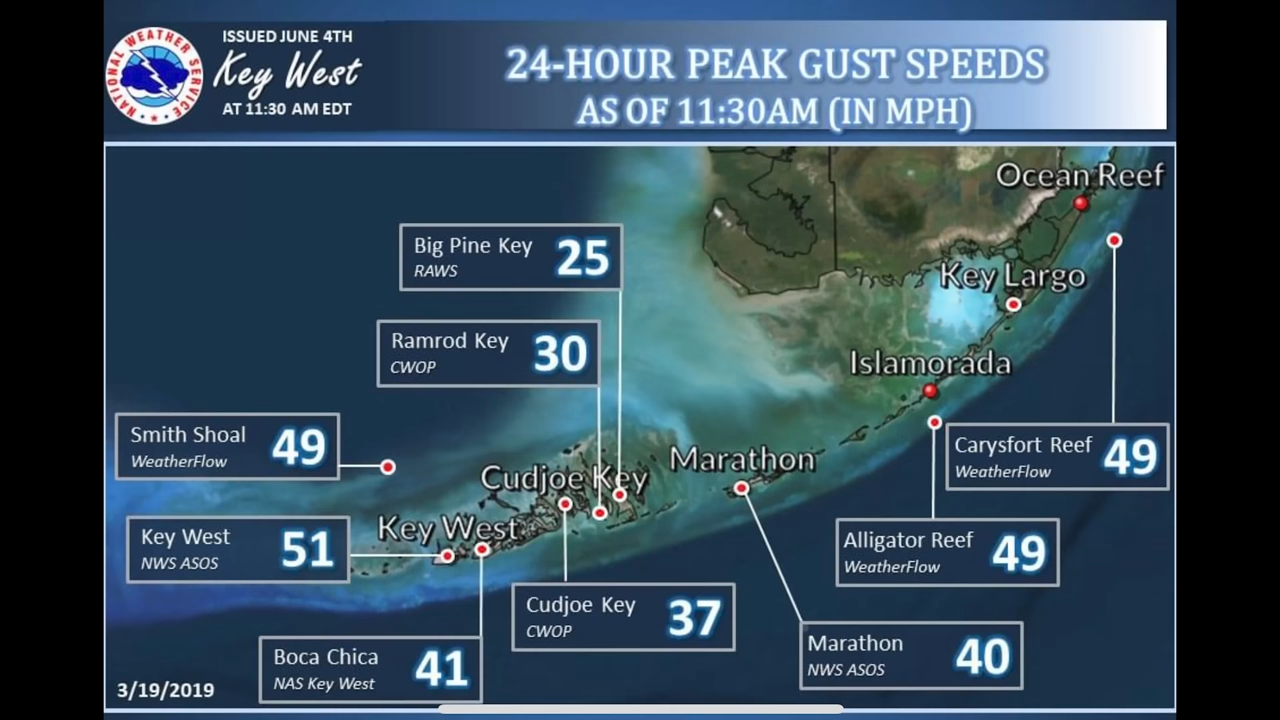 NATIONAL WEATHER SERVICE
ISSUED JUNE 4TH
Key West
AT 11:30 AM EDT
24-HOUR PEAK GUST SPEEDS
AS OF 11:30AM (IN MPH)
Ocean Reef
Key Largo
Islamorada
Marathon
Cudjoe Key
Key West
Big Pine Key
RAWS
25
Ramrod Key
CWOP
30
Smith Shoal
WeatherFlow
49
Key West
NWS ASOS
51
Boca Chica
NAS Key West
41
Cudjoe Key
CWOP
37
Marathon
NWS ASOS
40
Alligator Reef
WeatherFlow
49
Carysfort Reef
WeatherFlow
49
3/19/2019